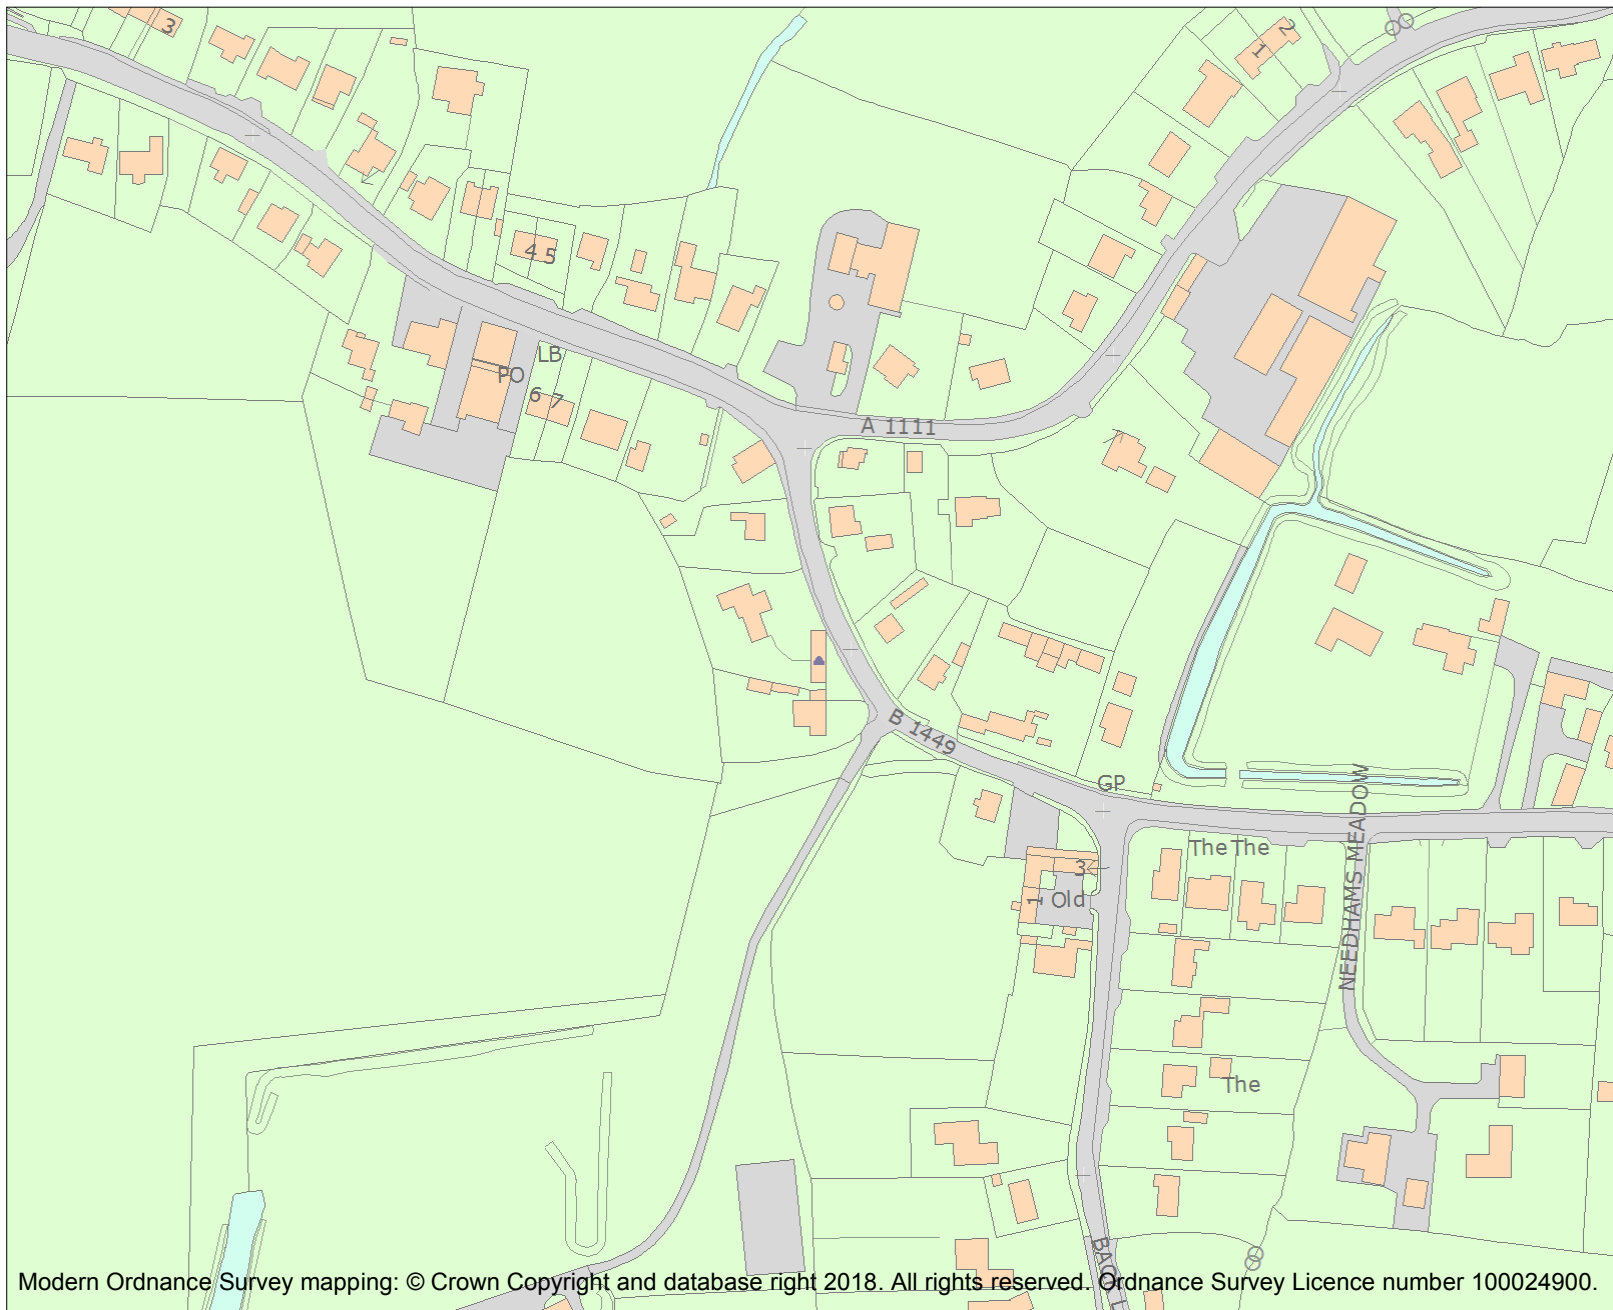 3
2
1
4 5
LB
PO
6 7
A 1111
B 1449
GP
The The
NEEDHAMS MEADOW
3
1 Old
The
Modern Ordnance Survey mapping: © Crown Copyright and database right 2018. All rights reserved. Ordnance Survey Licence number 100024900.